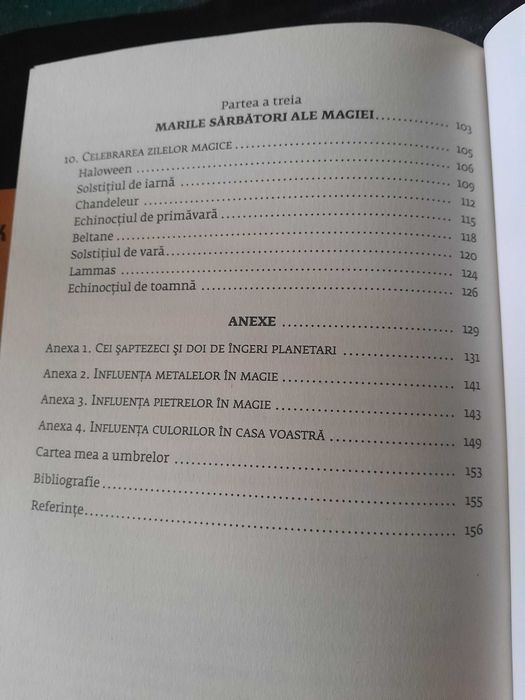 Partea a treia
MARILE SĂRBĂTORI ALE MAGIEI 103
10. CELEBRAREA ZILELOR MAGICE 105
Haloween 106
Solstițiul de iarnă 109
Chandeleur 112
Echinocțiul de primăvară 115
Beltane 118
Solstițiul de vară 120
Lammas 124
Echinocțiul de toamnă 126
ANEXE 129
Anexa 1. CEI ȘAPTEZECI ȘI DOI DE ÎNGERI PLANETARI 131
Anexa 2. INFLUENȚA METALELOR ÎN MAGIE 141
Anexa 3. INFLUENȚA PIETRELOR ÎN MAGIE 143
Anexa 4. INFLUENȚA CULORILOR ÎN CASA VOASTRĂ 149
Cartea mea a umbrelor 153
Bibliografie 155
Referințe 156